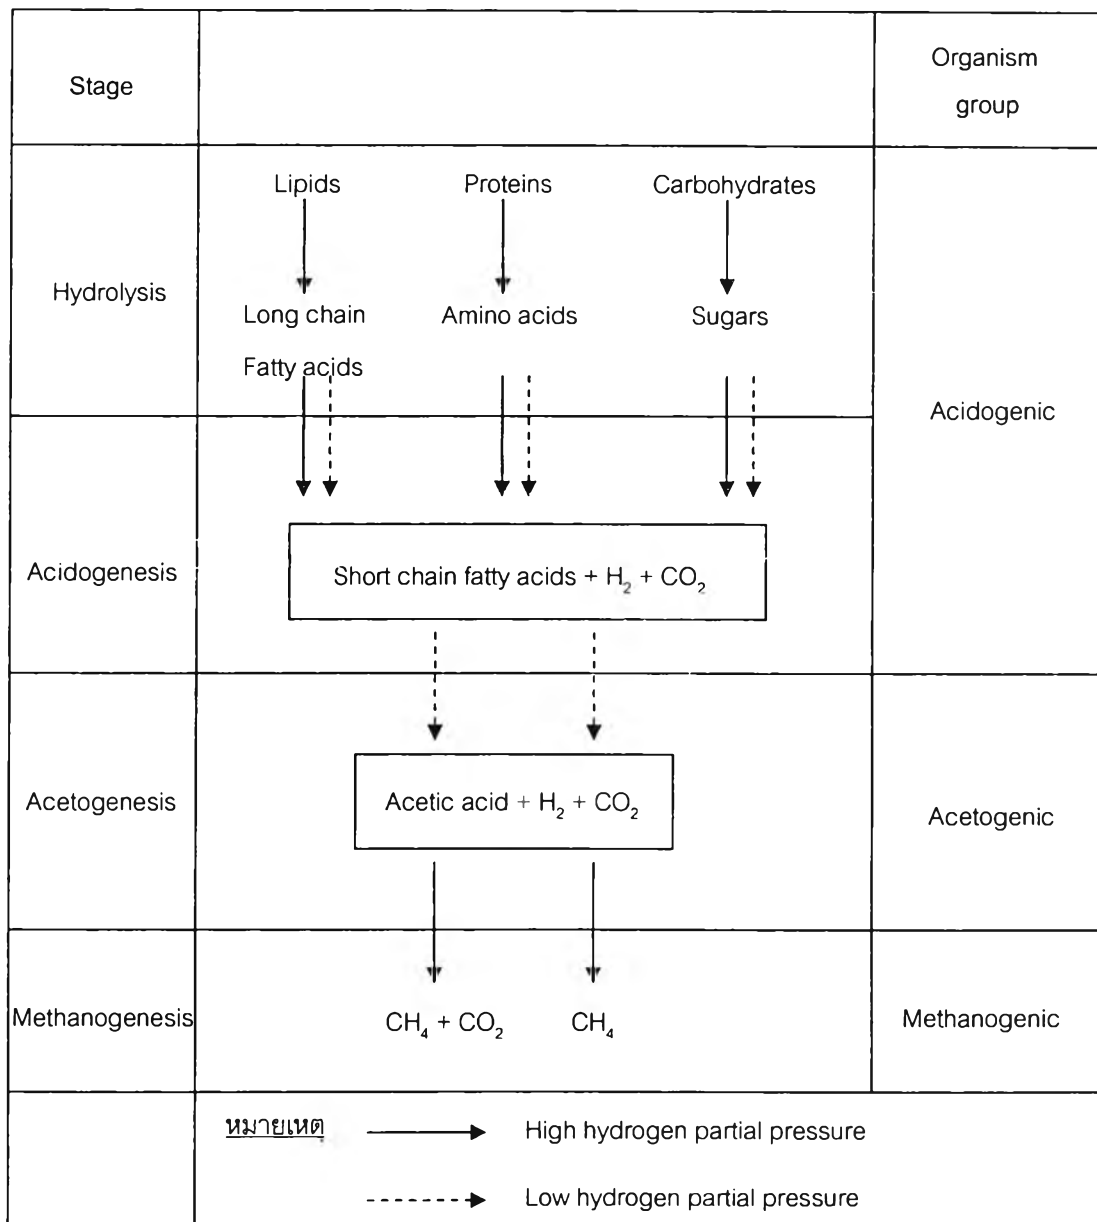 Stage
Organism
group
Lipids Proteins Carbohydrates
Hydrolysis
Long chain Amino acids Sugars
Fatty acids
Acidogenic
Acidogenesis
Short chain fatty acids + H₂ + CO₂
Acetogenesis
Acetic acid + H₂ + CO₂
Acetogenic
Methanogenesis
CH₄ + CO₂ CH₄
Methanogenic
หมายเหตุ High hydrogen partial pressure
Low hydrogen partial pressure